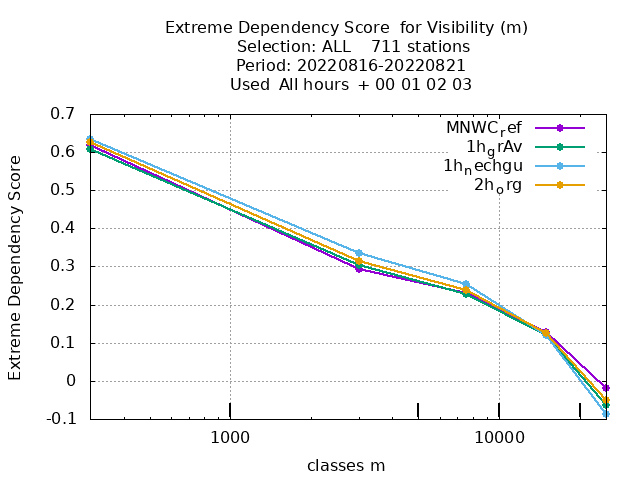 Extreme Dependency Score  for Visibility (m)
Selection: ALL    711 stations
Period: 20220816-20220821
Used  All hours  + 00 01 02 03
Extreme Dependency Score
0.7
0.6
0.5
0.4
0.3
0.2
0.1
0
-0.1
MNWCref
1hgrAv
1hnechgu
2horg
1000
10000
classes m